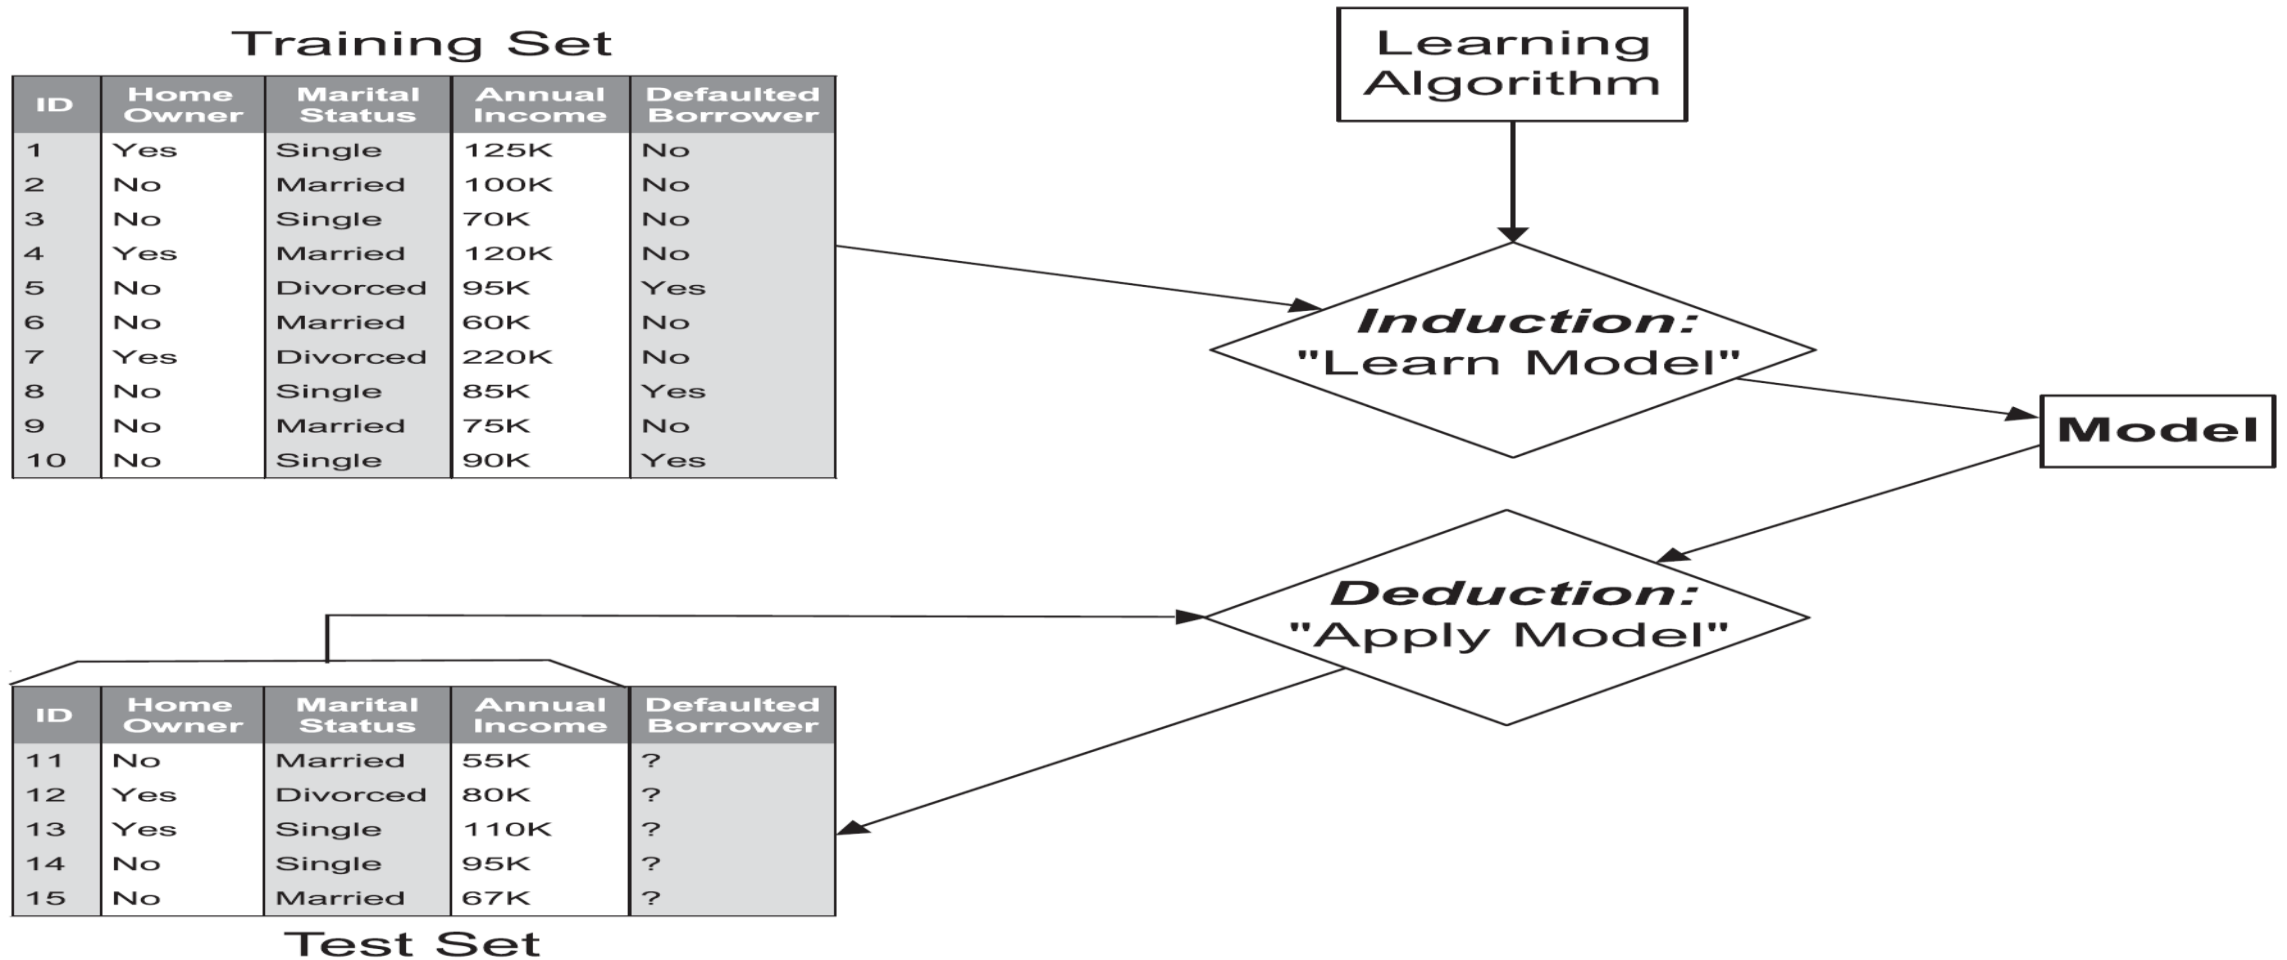 Training Set
ID Home Owner Marital Status Annual Income Defaulted Borrower
1 Yes Single 125K No
2 No Married 100K No
3 No Single 70K No
4 Yes Married 120K No
5 No Divorced 95K Yes
6 No Married 60K No
7 Yes Divorced 220K No
8 No Single 85K Yes
9 No Married 75K No
10 No Single 90K Yes
Learning
Algorithm
Induction:
"Learn Model"
Model
Deduction:
"Apply Model"
ID Home Owner Marital Status Annual Income Defaulted Borrower
11 No Married 55K ?
12 Yes Divorced 80K ?
13 Yes Single 110K ?
14 No Single 95K ?
15 No Married 67K ?
Test Set